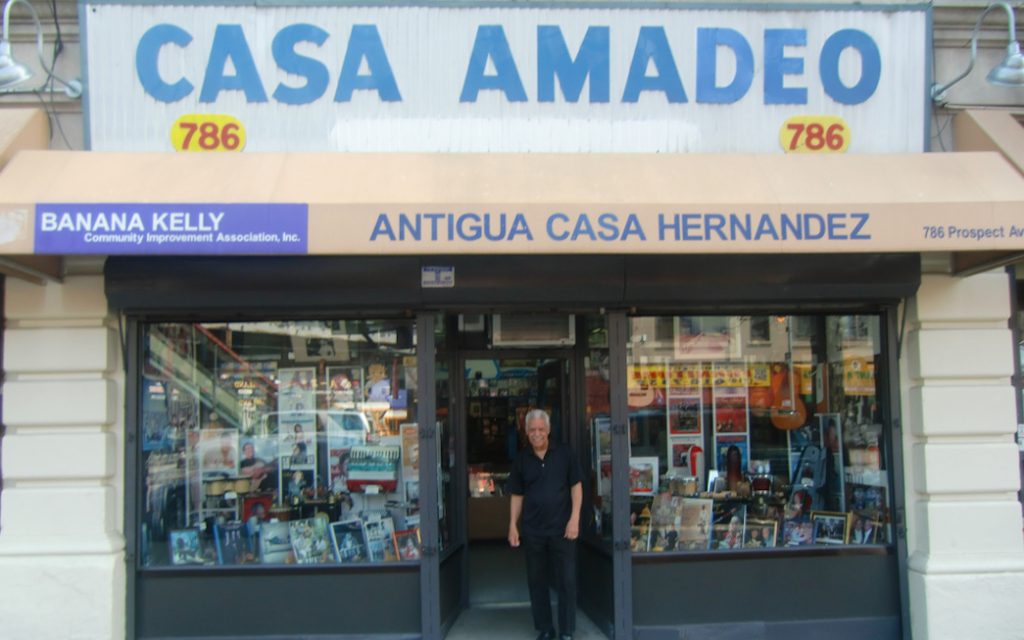 CASA AMADEO
786 786
BANANA KELLY
Community Improvement Association, Inc.
ANTIGUA CASA HERNANDEZ
786 Prospect Av